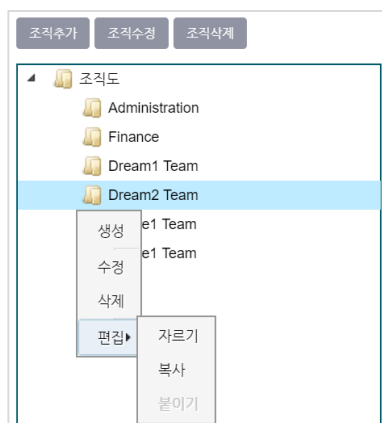 조직추가 조직수정 조직삭제
조직도
Administration
Finance
Dream1 Team
Dream2 Team
생성 e1 Team
e1 Team
수정
삭제
편집 자르기
복사
붙이기